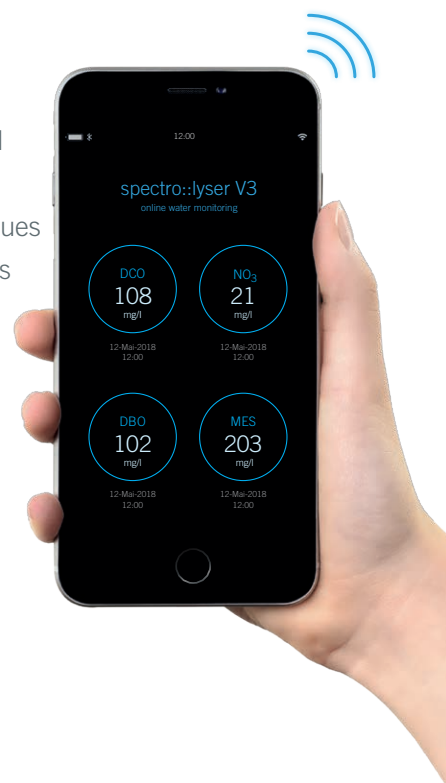 12:00
ues
s
spectro::lyser V3
online water monitoring
DCO
108
mg/l
12-Mai-2018
12:00
NO₃
21
mg/l
12-Mai-2018
12:00
DBO
102
mg/l
12-Mai-2018
12:00
MES
203
mg/l
12-Mai-2018
12:00